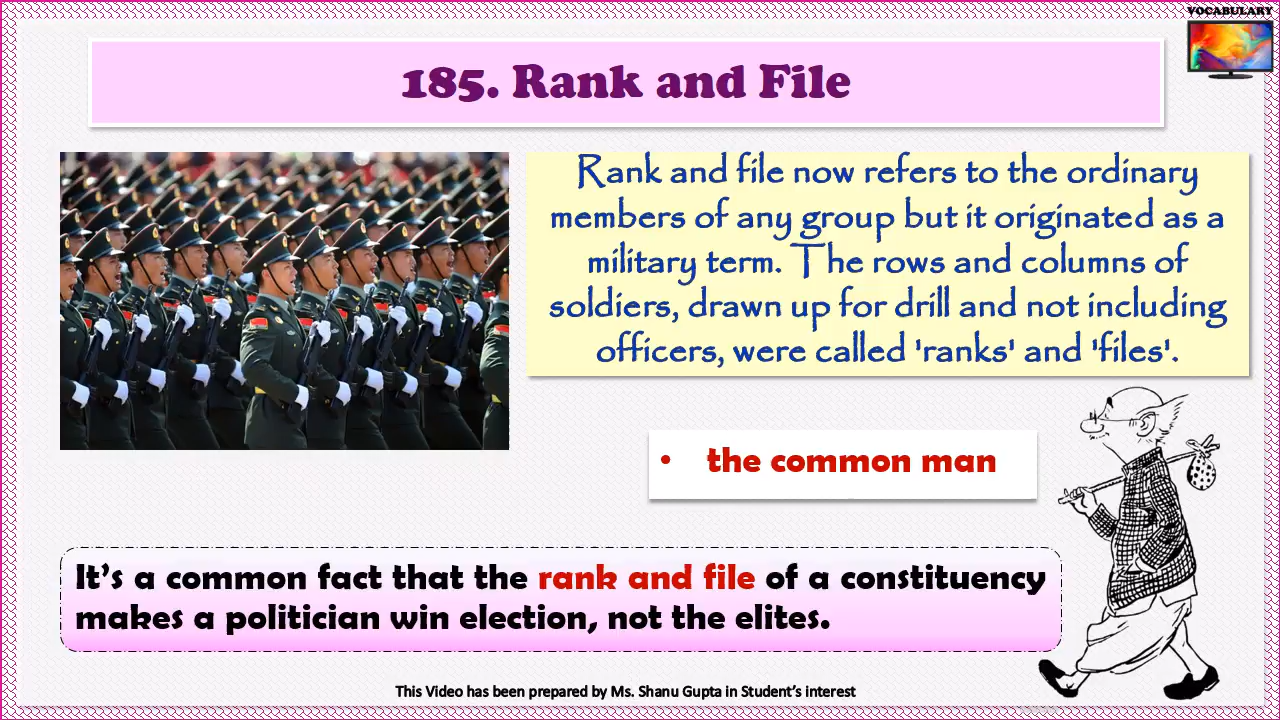 VOCABULARY
185. Rank and File
Rank and file now refers to the ordinary
members of any group but it originated as a
military term. The rows and columns of
soldiers, drawn up for drill and not including
officers, were called 'ranks' and 'files'.
• the common man
It's a common fact that the rank and file of a constituency
makes a politician win election, not the elites.
This Video has been prepared by Ms. Shanu Gupta in Student's interest